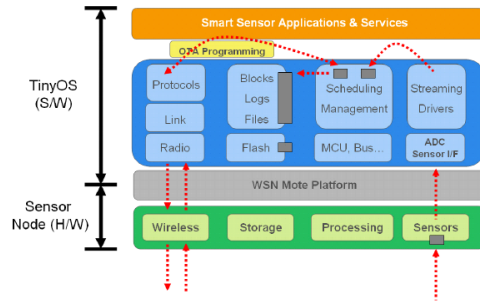 Smart Sensor Applications & Services
OTA Programming
TinyOS
(S/W)
Protocols
Link
Radio
Blocks
Logs
Files
Flash
Scheduling
Management
MCU, Bus...
Streaming
Drivers
ADC
Sensor I/F
WSN Mote Platform
Sensor
Node (H/W)
Wireless
Storage
Processing
Sensors